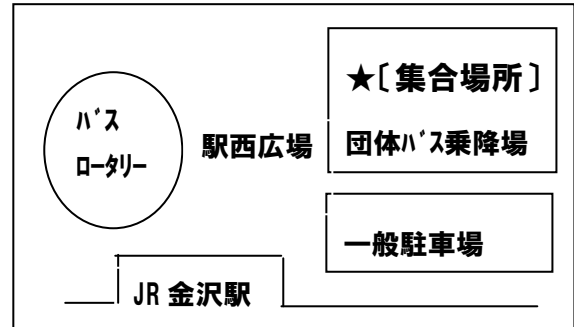 ★〔集合場所〕
団体ﾊﾞｽ乗降場
ﾊﾞｽ
ﾛｰﾀﾘｰ
駅西広場
一般駐車場
JR 金沢駅